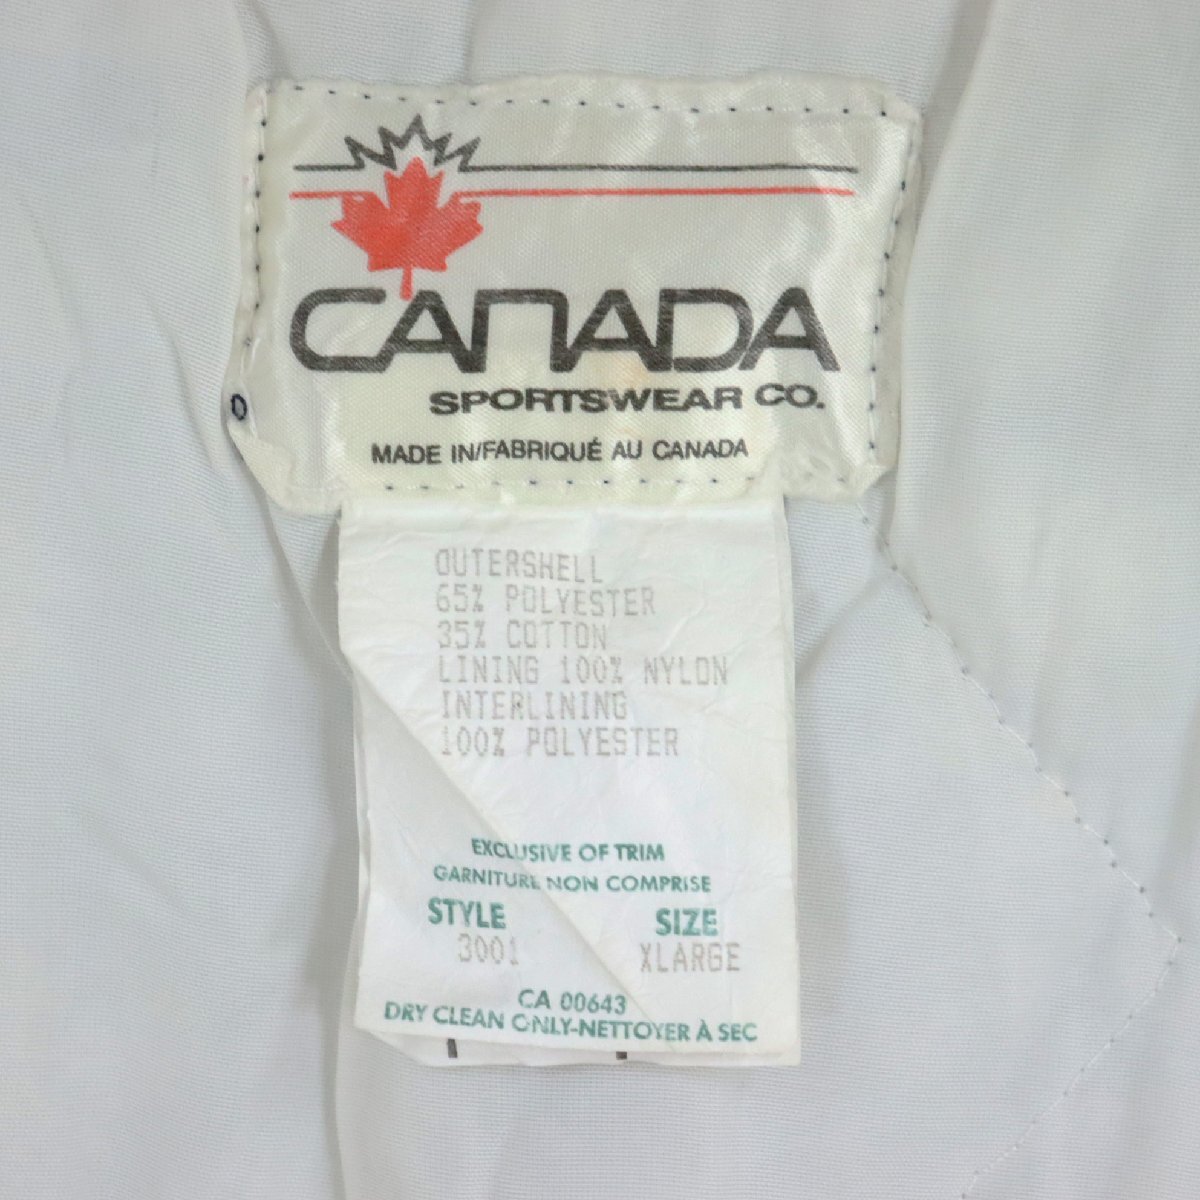 CANADA
SPORTSWEAR CO.
MADE IN/FABRIQUÉ AU CANADA
OUTERSHELL
65% POLYESTER
35% COTTON
LINING 100% NYLON
INTERLINING
100% POLYESTER
EXCLUSIVE OF TRIM
GARNITURE NON COMPRISE
STYLE SIZE
3001 XLARGE
CA 00643
DRY CLEAN ONLY-NETTOYER À SEC